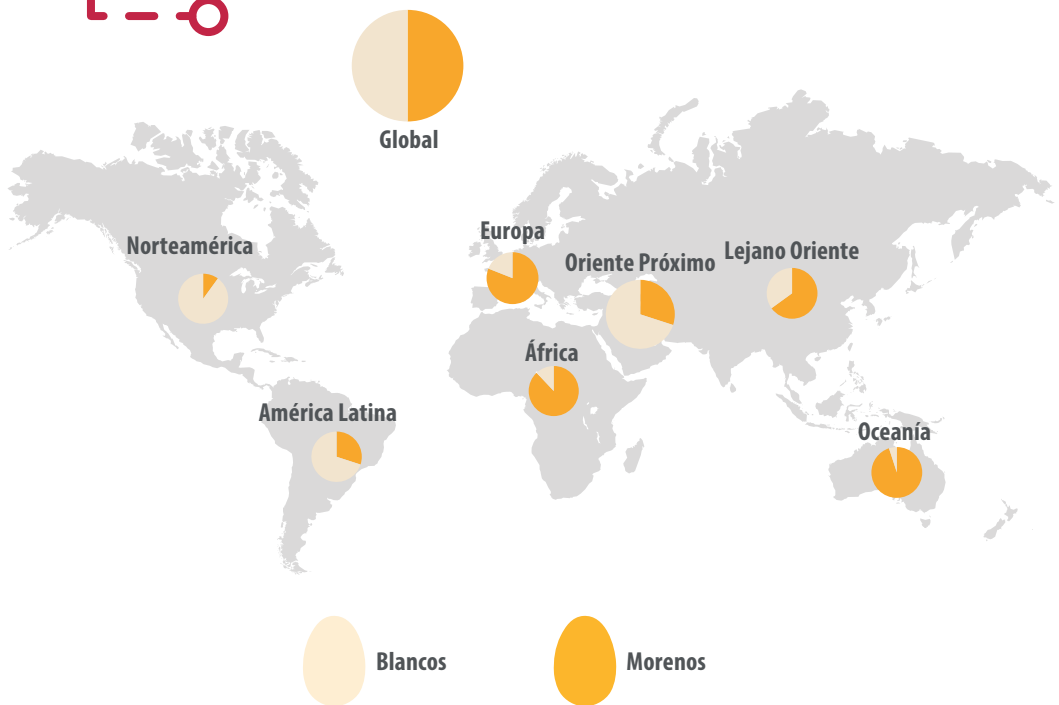 Global
Norteamérica
Europa
Oriente Próximo
Lejano Oriente
África
América Latina
Oceanía
Blancos
Morenos